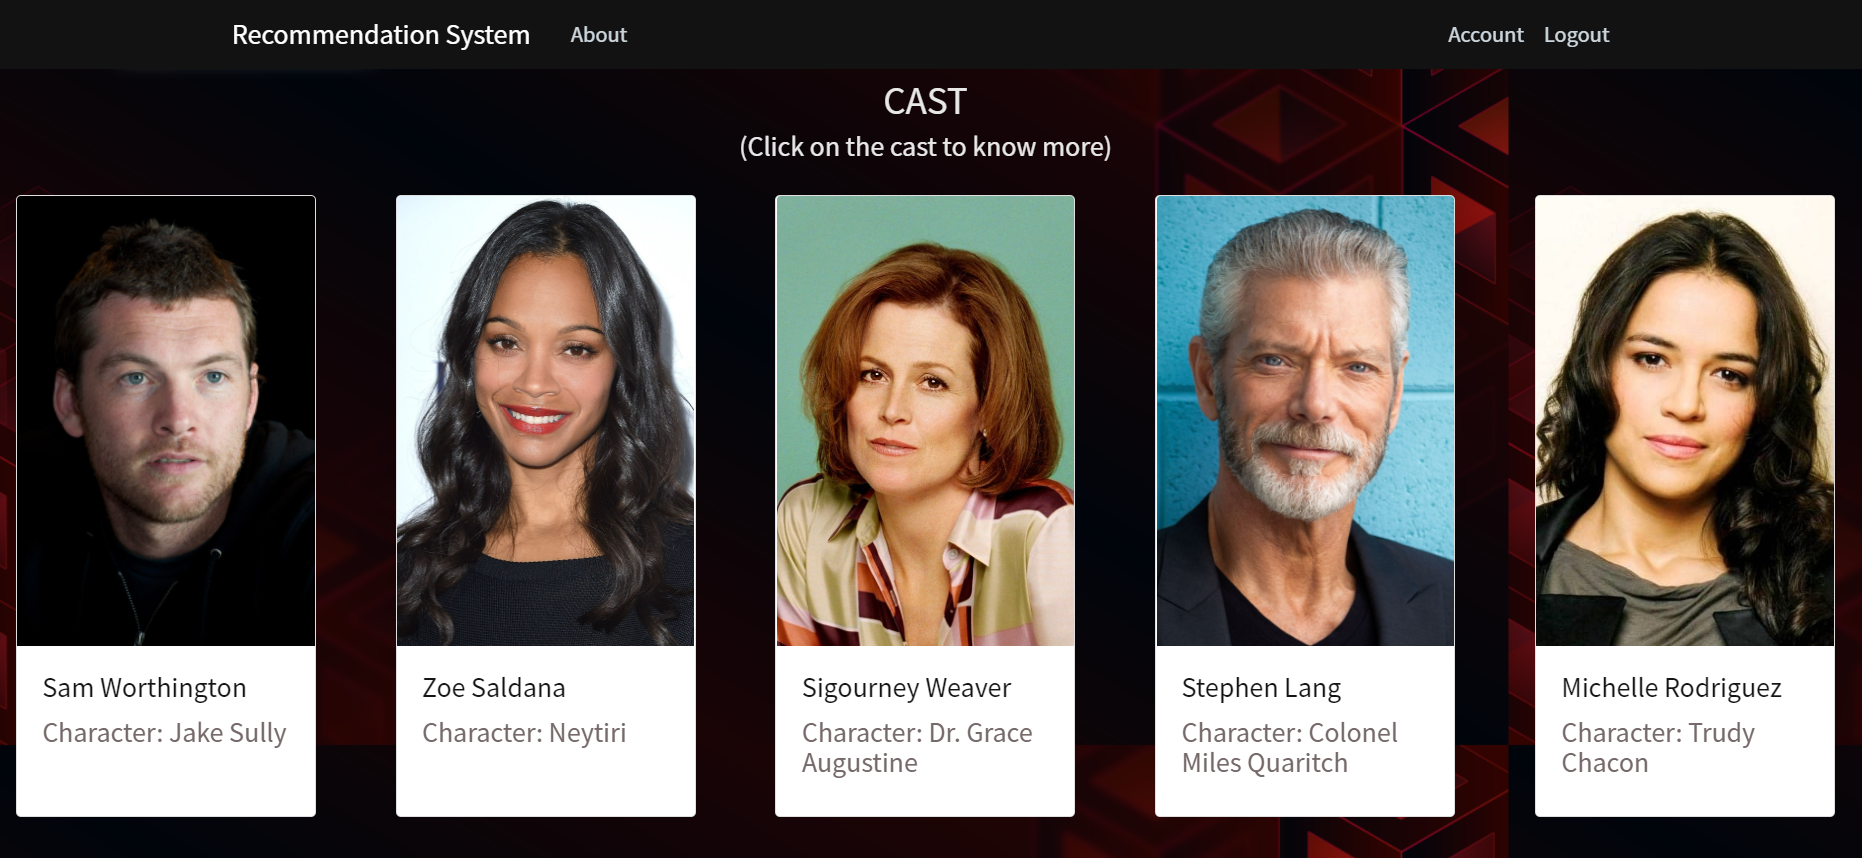 Recommendation System About Account Logout
CAST
(Click on the cast to know more)
Sam Worthington
Character: Jake Sully
Zoe Saldana
Character: Neytiri
Sigourney Weaver
Character: Dr. Grace
Augustine
Stephen Lang
Character: Colonel
Miles Quaritch
Michelle Rodriguez
Character: Trudy
Chacon